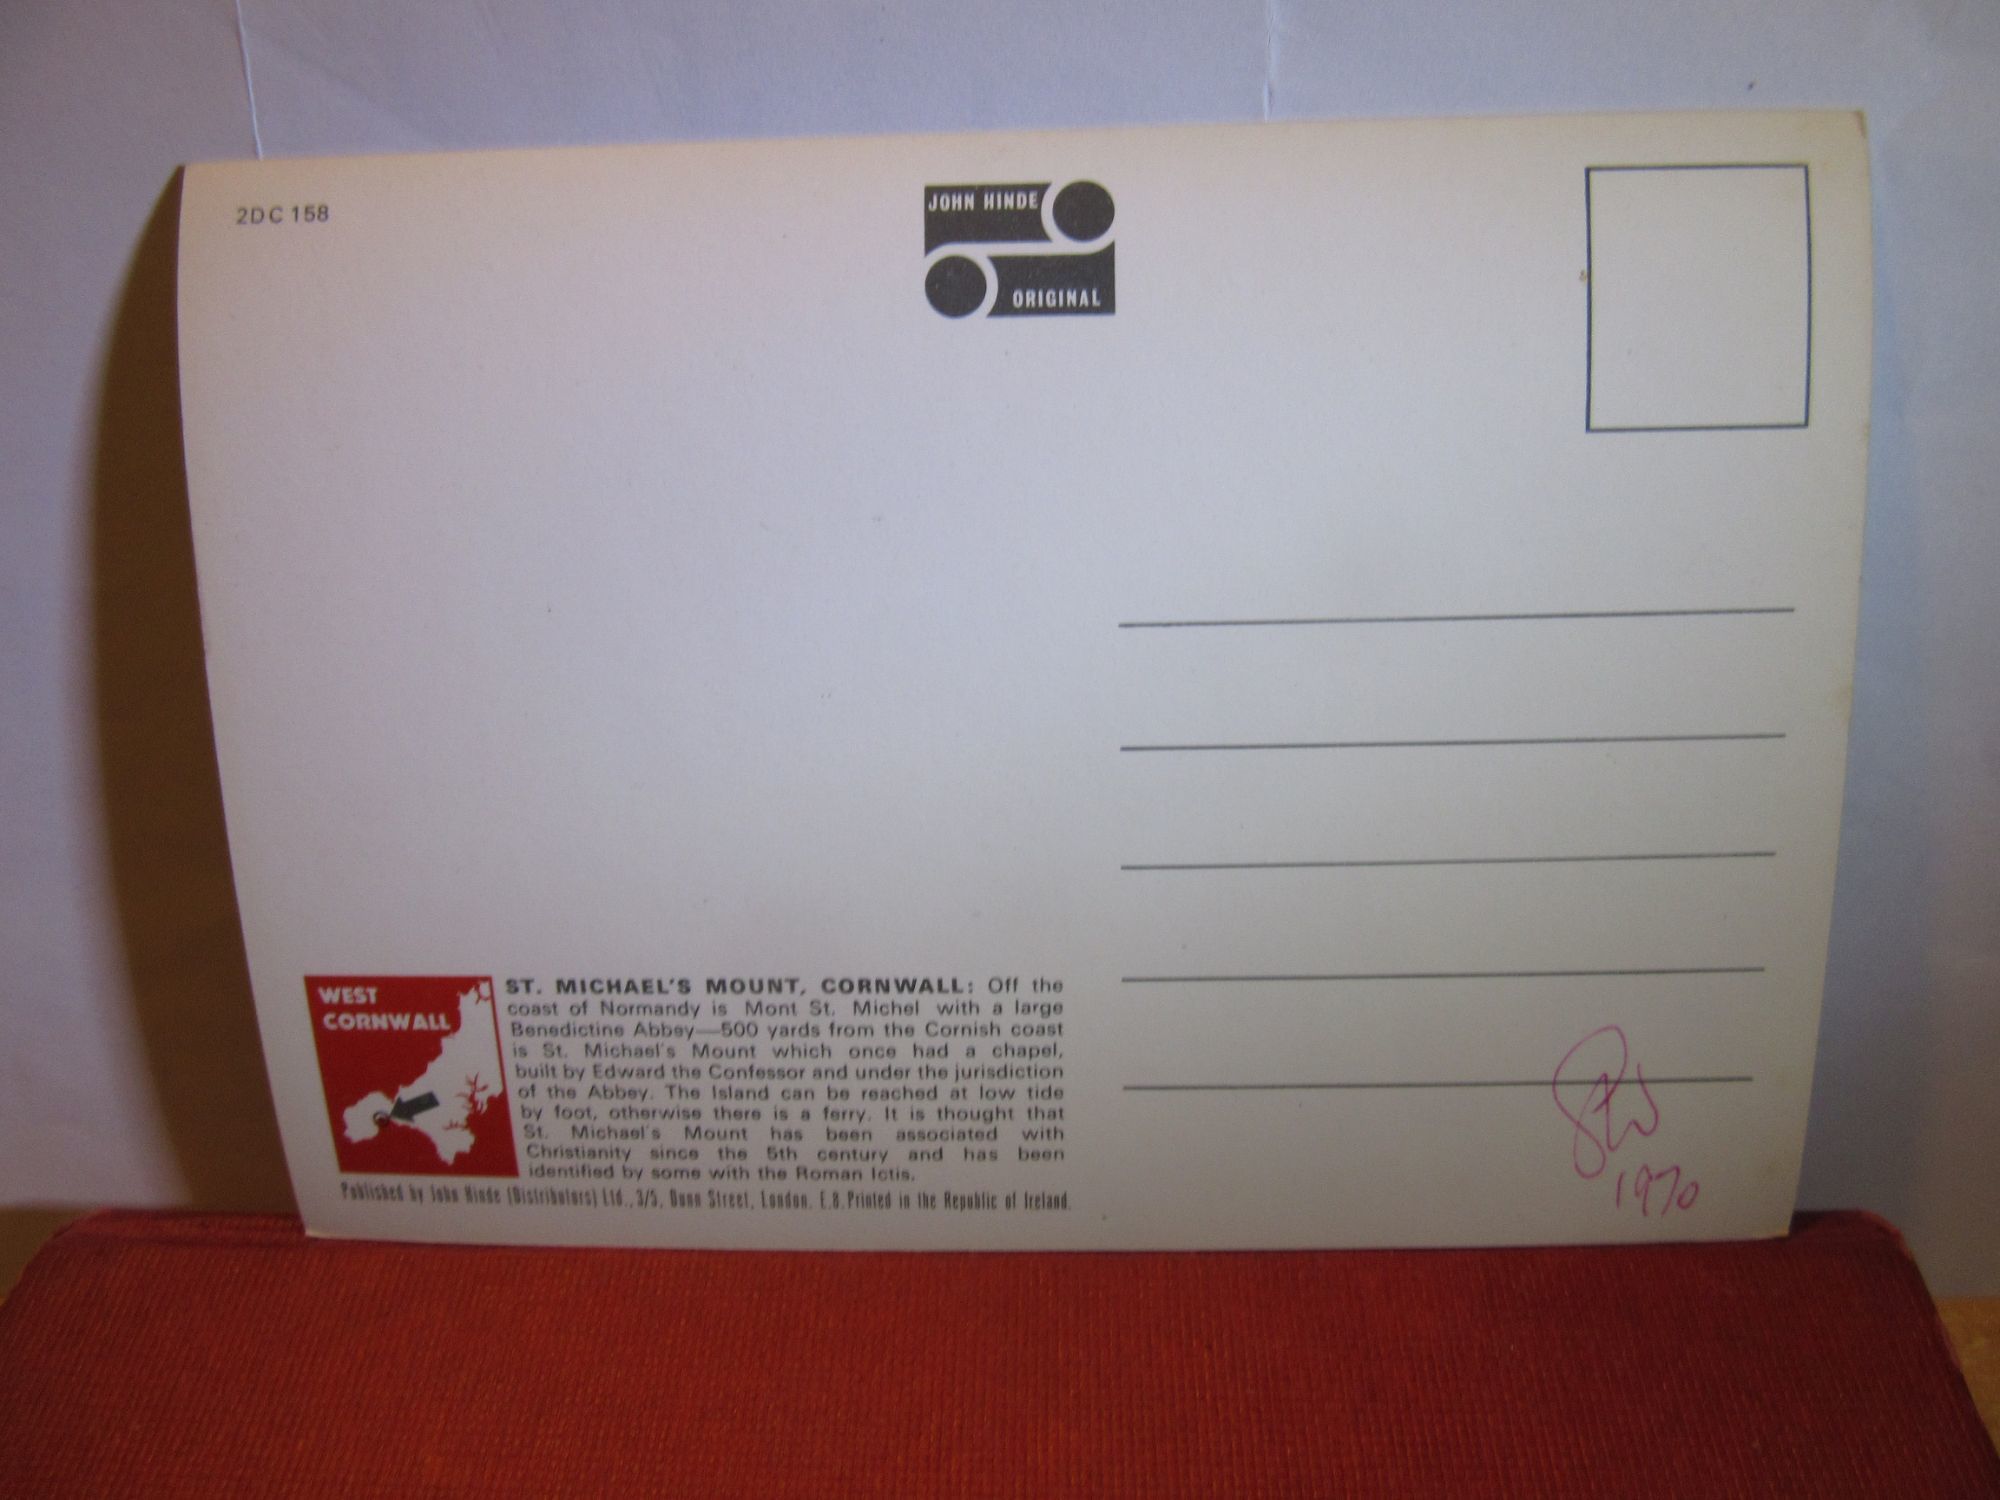 2DC 158
JOHN HINDE
ORIGINAL
WEST
CORNWALL
ST. MICHAEL'S MOUNT, CORNWALL: Off the
coast of Normandy is Mont St. Michel with a large
Benedictine Abbey—500 yards from the Cornish coast
is St. Michael's Mount which once had a chapel,
built by Edward the Confessor and under the jurisdiction
of the Abbey. The Island can be reached at low tide
by foot, otherwise there is a ferry. It is thought that
St. Michael's Mount has been associated with
Christianity since the 5th century and has been
identified by some with the Roman Ictis.
Published by John Hinde (Distributors) Ltd., 3/5, Dunn Street, London. E.8. Printed in the Republic of Ireland.
1970